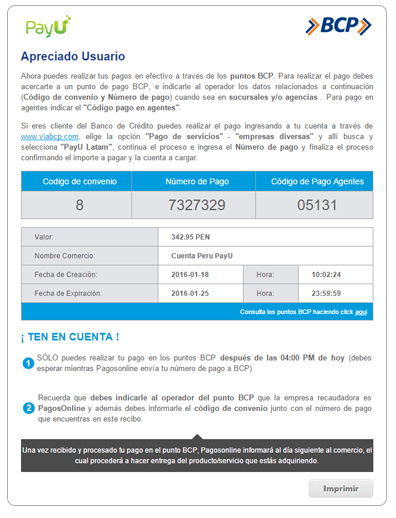 PayU BCP
Apreciado Usuario
Ahora puedes realizar tus pagos en efectivo a través de los puntos BCP. Para realizar el pago debes
acercarte a un punto de pago BCP, e indicarle al operador los datos relacionados a continuación
(Código de convenio y Número de pago) cuando sea en sucursales y/o agencias . Para pago en
agentes indicar el "Código pago en agentes".
Si eres cliente del Banco de Crédito puedes realizar el pago ingresando a tu cuenta a través de
www.viabcp.com, elige la opción "Pago de servicios" - "empresas diversas" y allí busca y
selecciona "PayU Latam", continua el proceso e ingresa el Número de pago y finaliza el proceso
confirmando el importe a pagar y la cuenta a cargar.
Codigo de convenio Número de Pago Código de Pago Agentes
8 7327329 05131
Valor: 342.95 PEN
Nombre Comercio: Cuenta Peru PayU
Fecha de Creación: 2016-01-18 Hora: 10:02:24
Fecha de Expiración: 2016-01-25 Hora: 23:59:59
Consulta los puntos BCP haciendo click aquí
¡ TEN EN CUENTA !
1 SÓLO puedes realizar tu pago en los puntos BCP después de las 04:00 PM de hoy (debes
esperar mientras Pagosonline envía tu número de pago a BCP)
2 Recuerda que debes indicarle al operador del punto BCP que la empresa recaudadora es
PagosOnline y además debes informarle el código de convenio junto con el número de pago
que encuentras en este recibo.
Una vez recibido y procesado tu pago en el punto BCP, Pagosonline informará al día siguiente al comercio, el
cual procederá a hacer entrega del producto/servicio que estás adquiriendo.
Imprimir